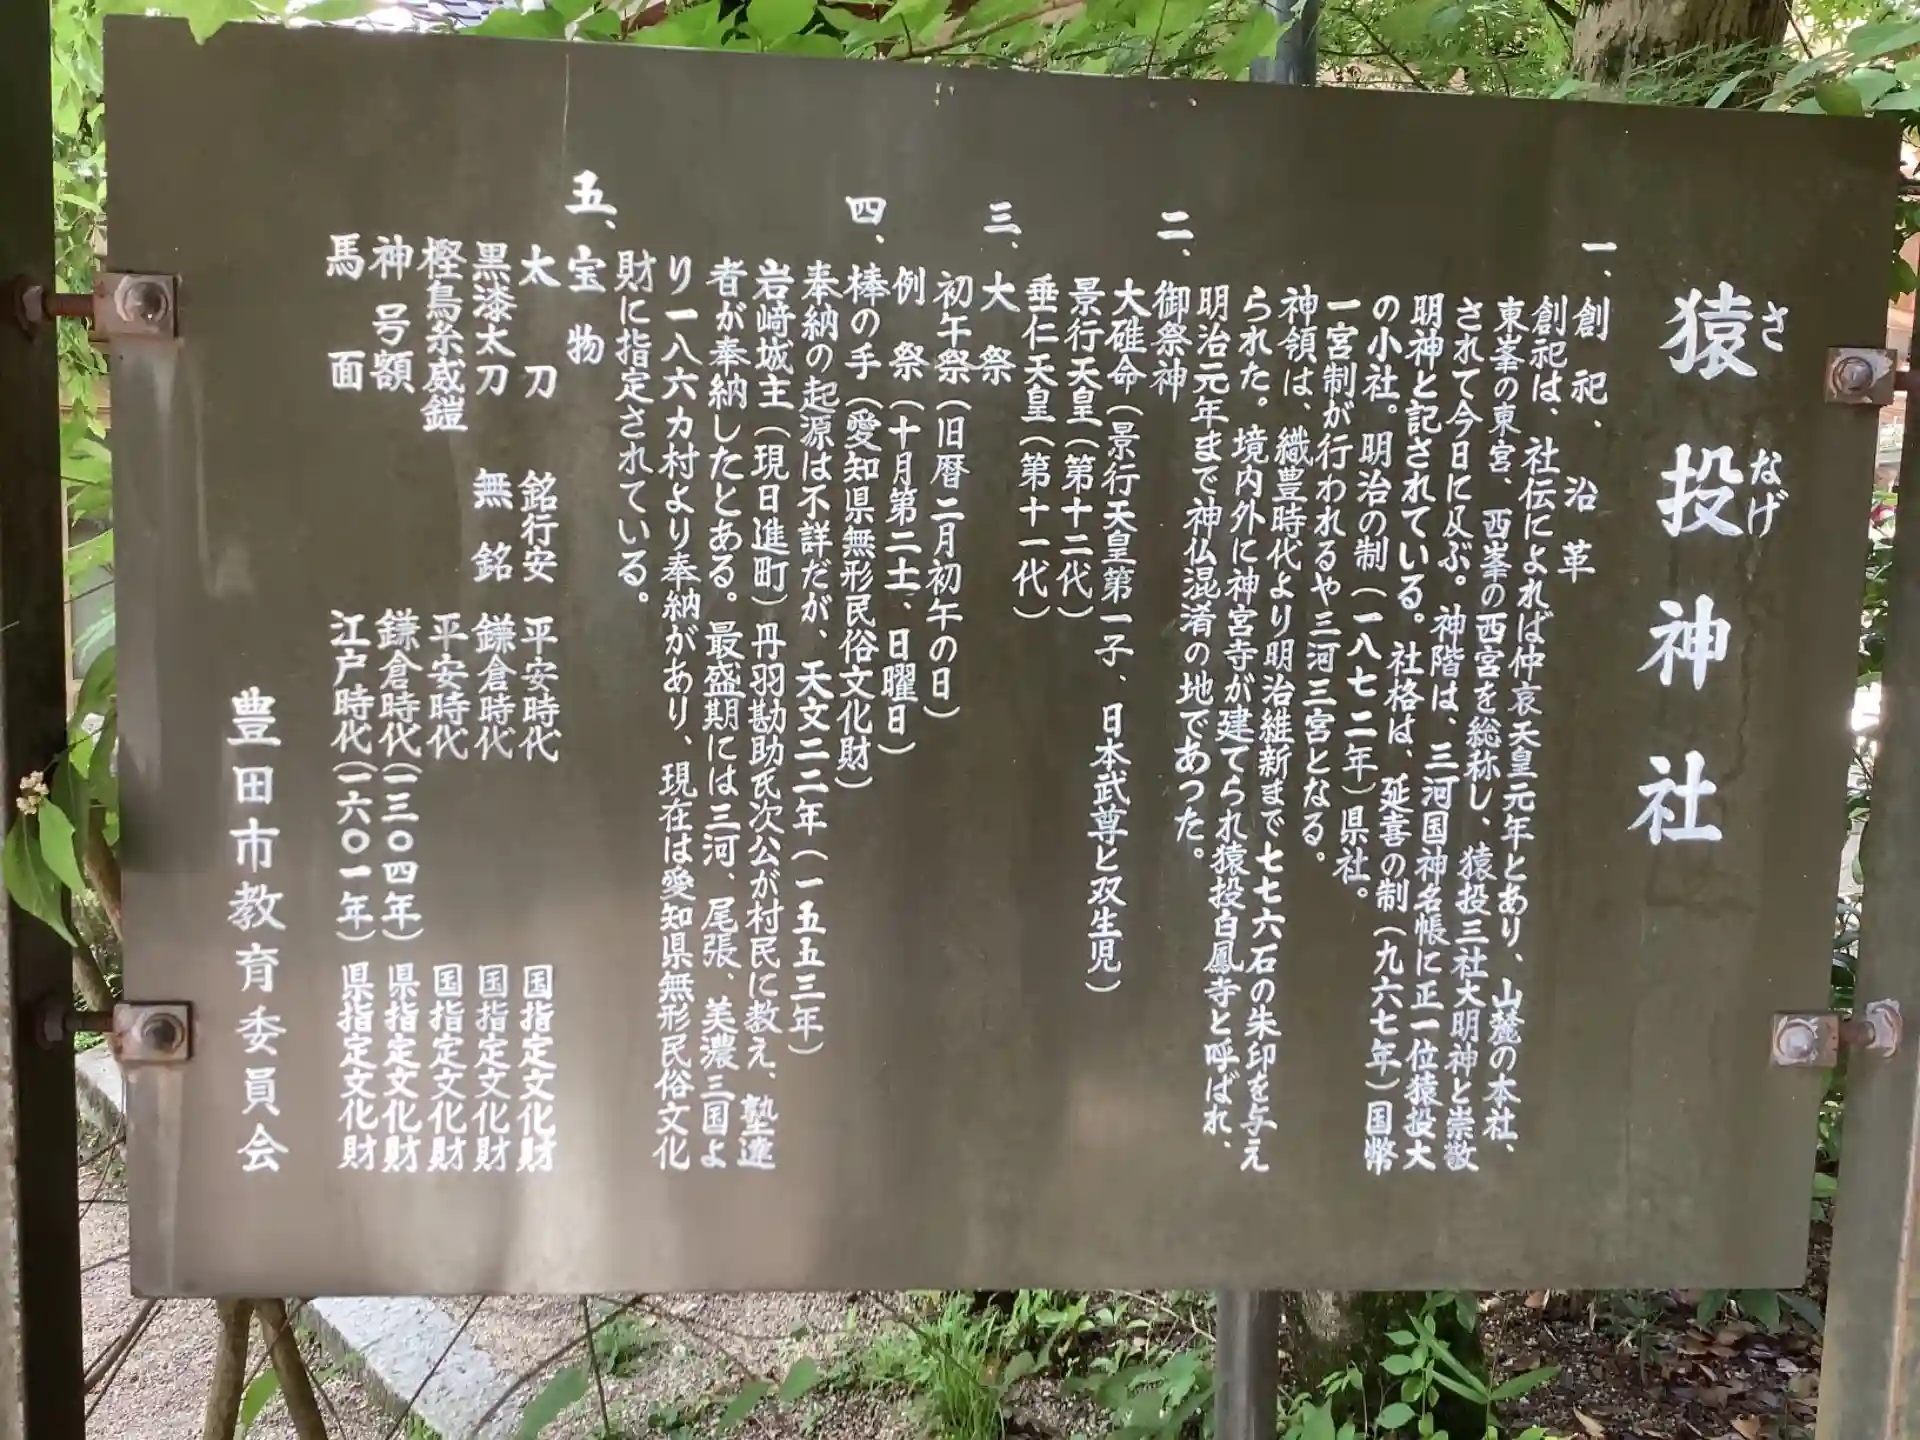 猿投神社
さなげ
一、創祀、沿革
創祀は、社伝によれば仲哀天皇元年とあり、山麓の本社、
東峯の東宮、西峯の西宮を総称し、猿投三社大明神と崇敬
されて今日に及ぶ。神階は、三河国神名帳に正一位猿投大
明神と記されている。社格は、延喜の制（九六七年）国幣
の小社。明治の制（一八七二年）県社。
一宮制が行われるや三河三宮となる。
神領は、織豊時代より明治維新まで七七六石の朱印を与え
られた。境内外に神宮寺が建てられ猿投白鳳寺と呼ばれ、
明治元年まで神仏混淆の地であった。
二、御祭神
大碓命（景行天皇第一子、日本武尊と双生児）
景行天皇（第十二代）
垂仁天皇（第十一代）
三、大祭
初午祭（旧暦二月初午の日）
例祭（十月第二土、日曜日）
四、棒の手（愛知県無形民俗文化財）
奉納の起源は不詳だが、天文二二年（一五五三年）
岩崎城主（現日進町）丹羽勘助氏次公が村民に教え、塾達
者が奉納したとある。最盛期には三河、尾張、美濃三国よ
り一八六カ村より奉納があり、現在は愛知県無形民俗文化
財に指定されている。
五、宝物
太刀 銘行安 平安時代 国指定文化財
黒漆太刀 無銘 鎌倉時代 国指定文化財
樫鳥糸威鎧 平安時代 国指定文化財
神号額 鎌倉時代（一三〇四年） 県指定文化財
馬面 江戸時代（一六〇一年） 県指定文化財
豊田市教育委員会